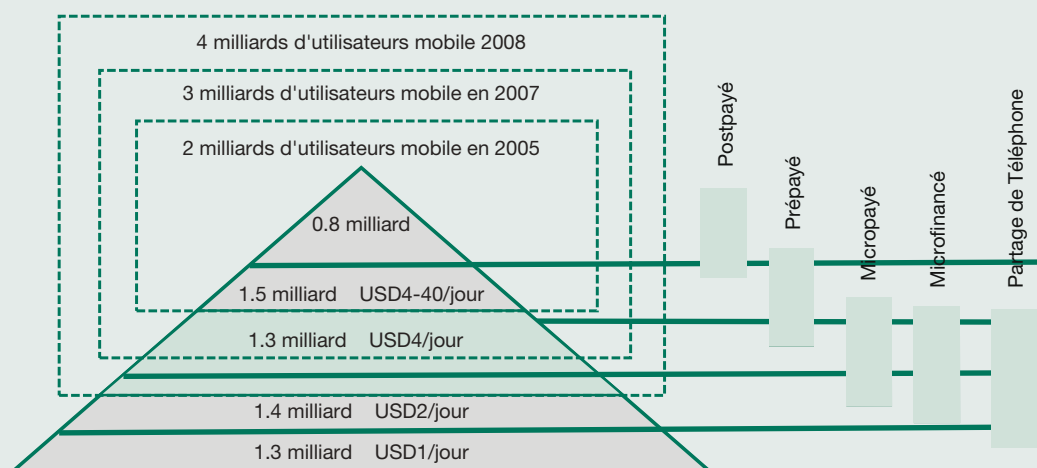 4 milliards d'utilisateurs mobile 2008
3 milliards d'utilisateurs mobile en 2007
2 milliards d'utilisateurs mobile en 2005
0.8 milliard
1.5 milliard USD4-40/jour
1.3 milliard USD4/jour
1.4 milliard USD2/jour
1.3 milliard USD1/jour
Postpayé
Prépayé
Micropayé
Microfinancé
Partage de Téléphone